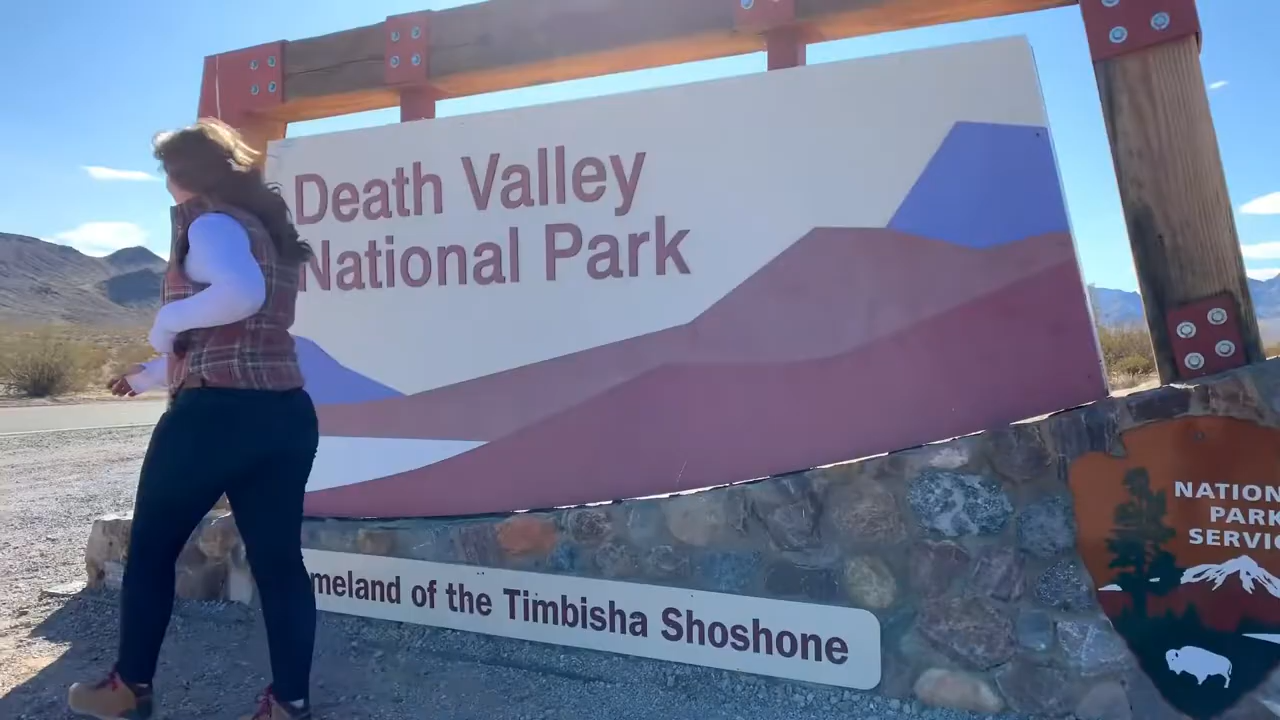 Death Valley
National Park
meland of the Timbisha Shoshone
NATION
PARK
SERVIC